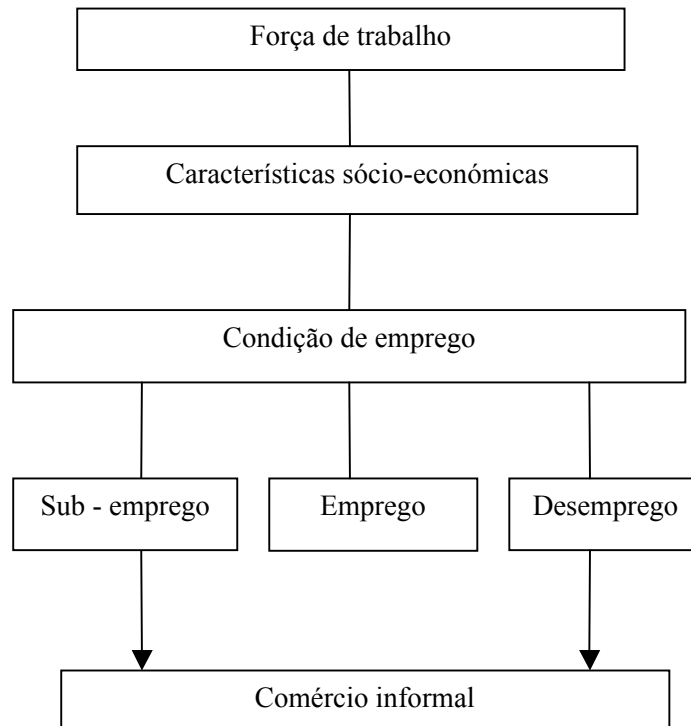 Força de trabalho
Características sócio-económicas
Condição de emprego
Sub - emprego
Emprego
Desemprego
Comércio informal